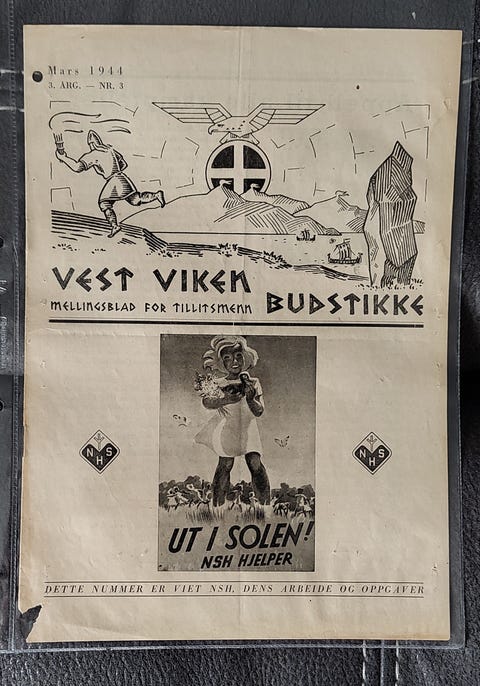 Mars 1944
3. ARG. — NR. 3
VEST VIKEN
MELLINGSBLAD FOR TILLITSMENN
BUDSTIKKE
NHS
NHS
UT I SOLEN!
NSH HJELPER
DETTE NUMMER ER VIET NSH, DENS ARBEIDE OG OPPGAVER